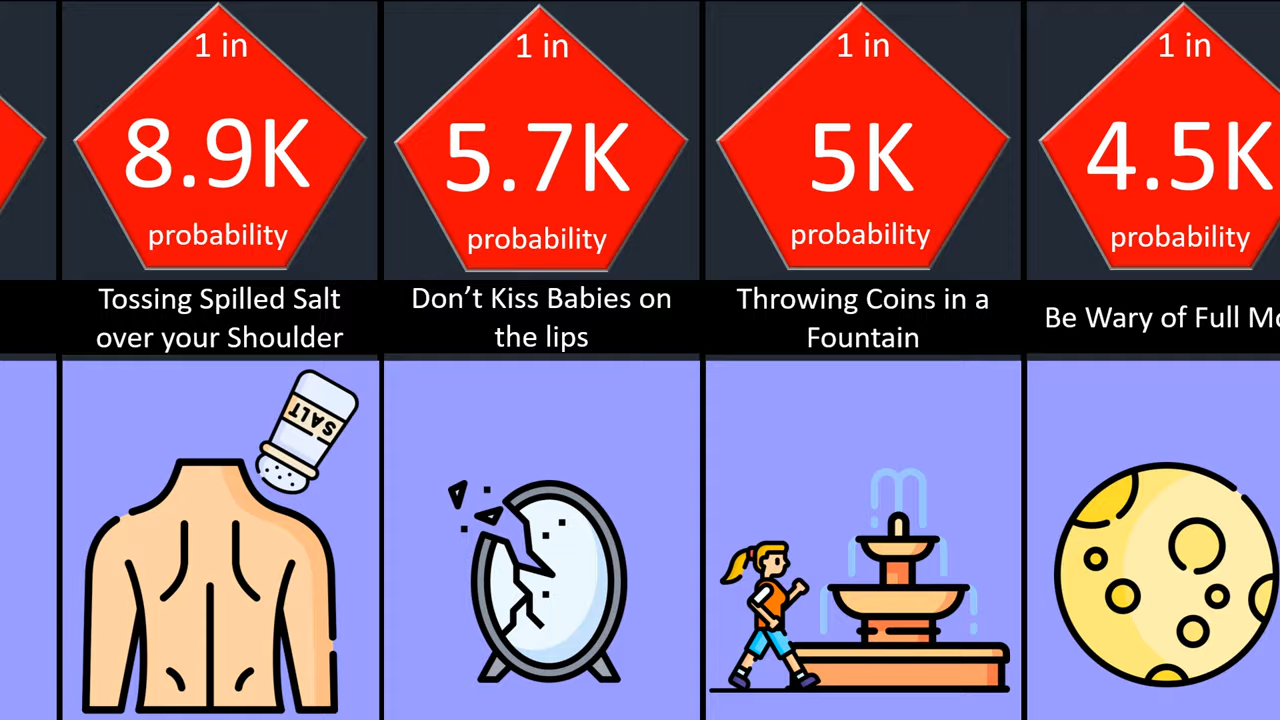 1 in
8.9K
probability
Tossing Spilled Salt
over your Shoulder
SALT
1 in
5.7K
probability
Don’t Kiss Babies on
the lips
1 in
5K
probability
Throwing Coins in a
Fountain
1 in
4.5K
probability
Be Wary of Full